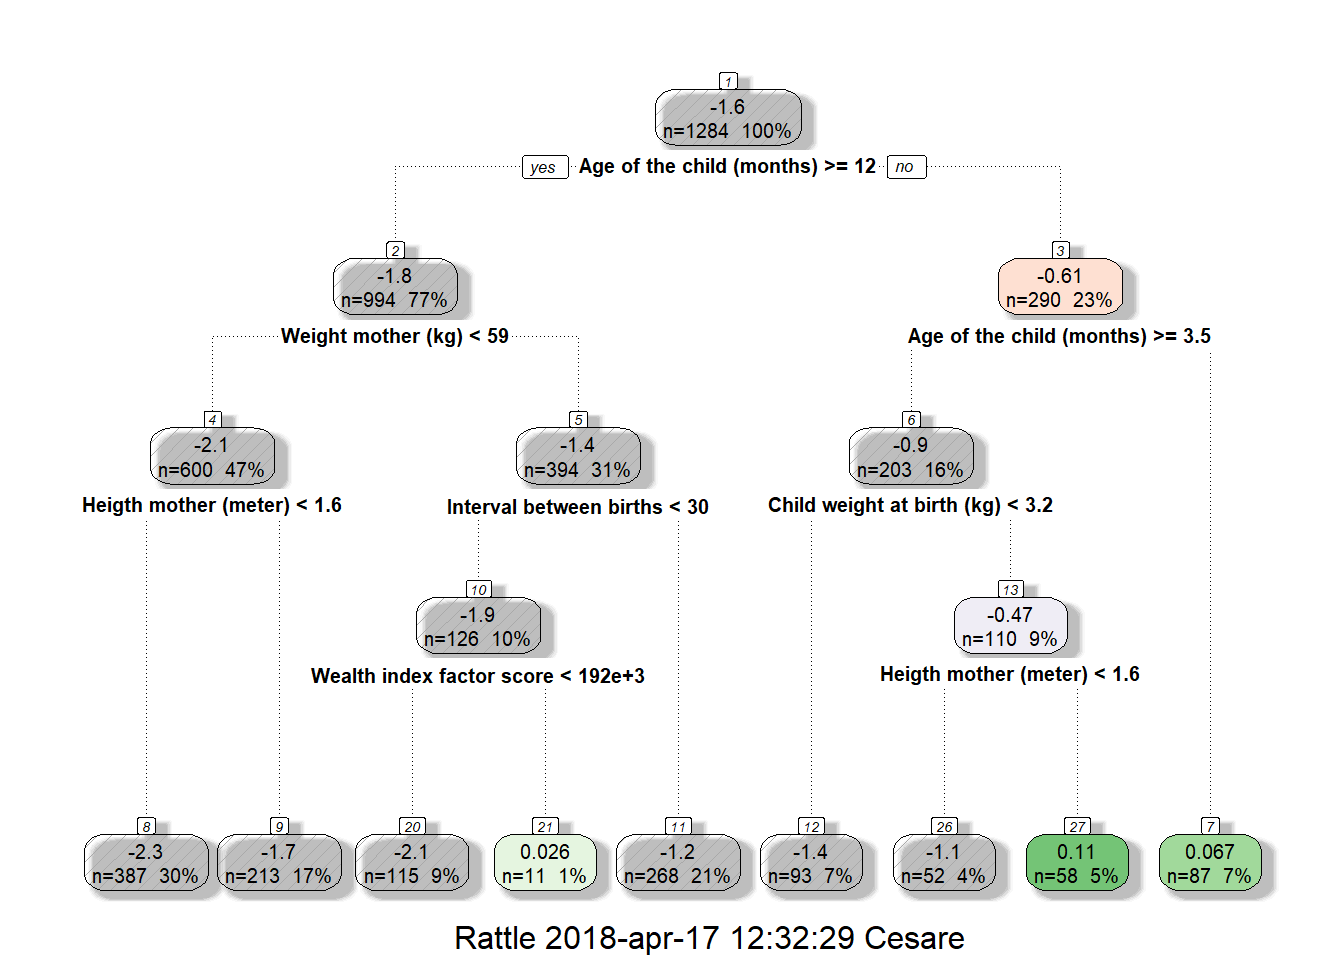 1
-1.6
n=1284 100%
yes Age of the child (months) >= 12 no
2
-1.8
n=994 77%
3
-0.61
n=290 23%
Weight mother (kg) < 59
Age of the child (months) >= 3.5
4
-2.1
n=600 47%
5
-1.4
n=394 31%
6
-0.9
n=203 16%
Heigth mother (meter) < 1.6
Interval between births < 30
Child weight at birth (kg) < 3.2
10
-1.9
n=126 10%
13
-0.47
n=110 9%
Wealth index factor score < 192e+3
Heigth mother (meter) < 1.6
8
-2.3
n=387 30%
9
-1.7
n=213 17%
20
-2.1
n=115 9%
21
0.026
n=11 1%
11
-1.2
n=268 21%
12
-1.4
n=93 7%
26
-1.1
n=52 4%
27
0.11
n=58 5%
7
0.067
n=87 7%
Rattle 2018-apr-17 12:32:29 Cesare